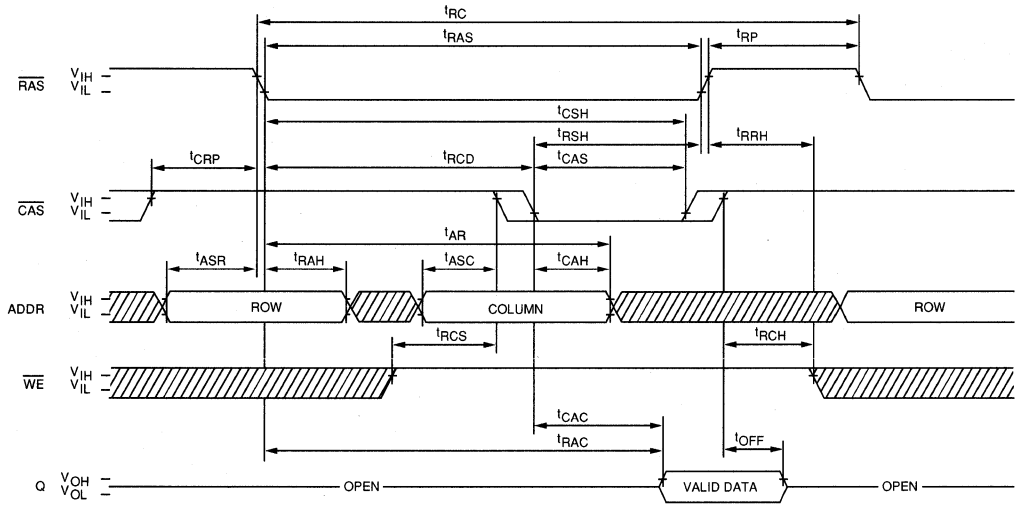 tRC
tRAS
tRP
RAS
VIH
VIL
tCSH
tRSH
tRRH
tCRP
tRCD
tCAS
CAS
VIH
VIL
tAR
tASR
tRAH
tASC
tCAH
ADDR
VIH
VIL
ROW
COLUMN
ROW
tRCS
tRCH
WE
VIH
VIL
tCAC
tRAC
tOFF
Q
VOH
VOL
OPEN
VALID DATA
OPEN